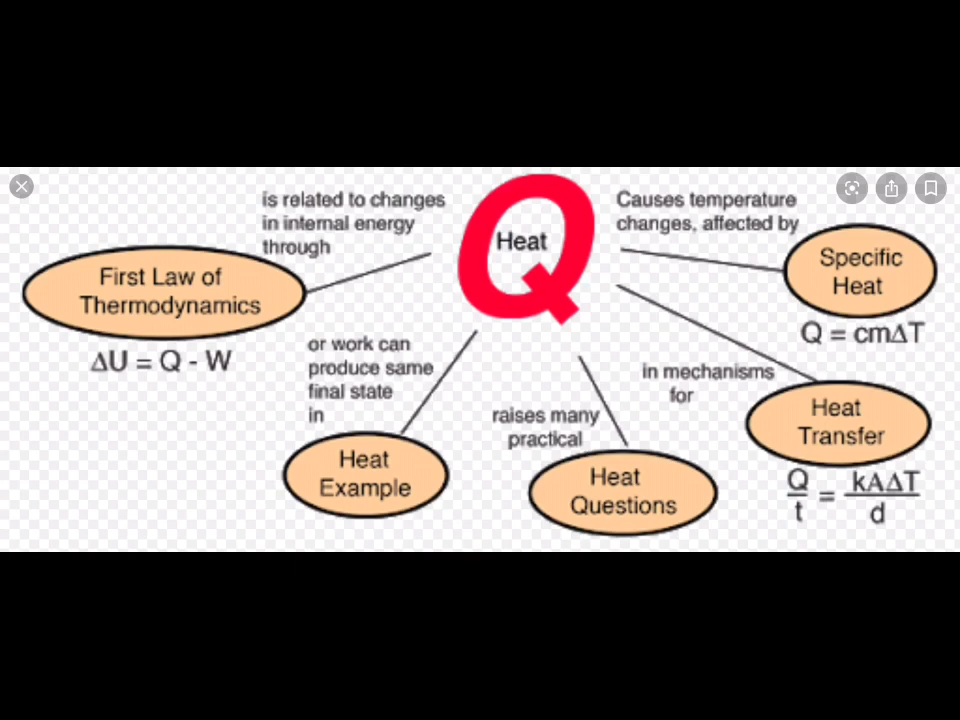 is related to changes
in internal energy
through
First Law of
Thermodynamics
ΔU = Q - W
Q
Heat
Causes temperature
changes, affected by
Specific
Heat
Q = cmΔT
or work can
produce same
final state
in
Heat
Example
raises many
practical
Heat
Questions
in mechanisms
for
Heat
Transfer
Q/t = kAΔT/d